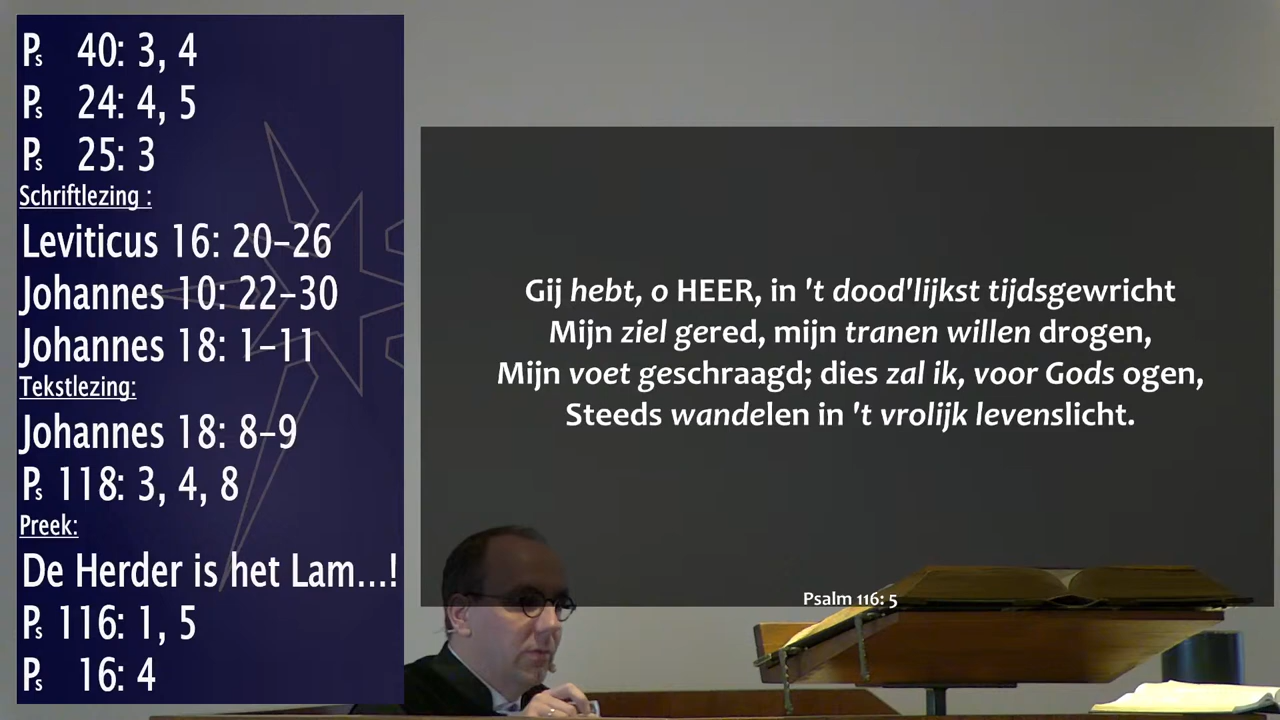 Ps 40: 3, 4
Ps 24: 4, 5
Ps 25: 3
Schriftlezing :
Leviticus 16: 20–26
Johannes 10: 22–30
Johannes 18: 1–11
Tekstlezing:
Johannes 18: 8–9
Ps 118: 3, 4, 8
Preek:
De Herder is het Lam...!
Ps 116: 1, 5
Ps 16: 4
Gij hebt, o HEER, in 't dood'lijkst tijdsgewricht
Mijn ziel gered, mijn tranen willen drogen,
Mijn voet geschraagd; dies zal ik, voor Gods ogen,
Steeds wandelen in 't vrolijk levenslicht.
Psalm 116: 5